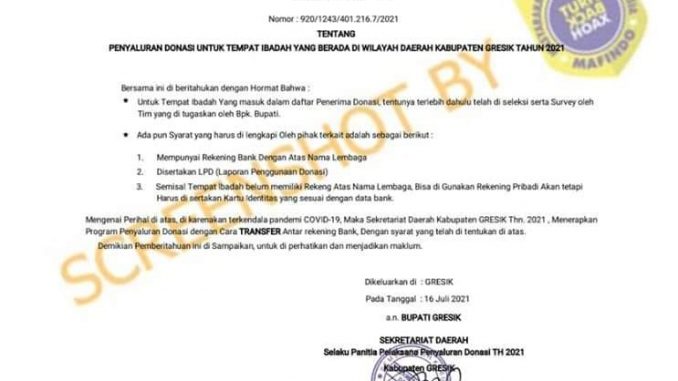 Nomor : 920/1243/401.216.7/2021
TENTANG
PENYALURAN DONASI UNTUK TEMPAT IBADAH YANG BERADA DI WILAYAH DAERAH KABUPATEN GRESIK TAHUN 2021
TURN BACK HOAX
MAFINDO
SCREENSHOT BY
Bersama ini di beritahukan dengan Hormat Bahwa :
• Untuk Tempat Ibadah Yang masuk dalam daftar Penerima Donasi, tentunya terlebih dahulu telah di seleksi serta Survey oleh
Tim yang di tugaskan oleh Bpk. Bupati.
• Ada pun Syarat yang harus di lengkapi Oleh pihak terkait adalah sebagai berikut :
1. Mempunyai Rekening Bank Dengan Atas Nama Lembaga
2. Disertakan LPD (Laporan Penggunaan Donasi)
3. Semisal Tempat Ibadah belum memiliki Rekeng Atas Nama Lembaga, Bisa di Gunakan Rekening Pribadi Akan tetapi
Harus di sertakan Kartu Identitas yang sesuai dengan data bank.
Mengenai Perihal di atas, di karenakan terkendala pandemi COVID-19, Maka Sekretariat Daerah Kabupaten GRESIK Thn. 2021 , Menerapkan
Program Penyaluran Donasi dengan Cara TRANSFER Antar rekening Bank, Dengan syarat yang telah di tentukan di atas.
Demikian Pemberitahuan ini di Sampaikan, untuk di perhatikan dan menjadikan maklum.
Dikeluarkan di : GRESIK
Pada Tanggal : 16 Juli 2021
a.n. BUPATI GRESIK
SEKRETARIAT DAERAH
Selaku Panitia Pelaksana Penyaluran Donasi TH 2021
Kabupaten GRESIK